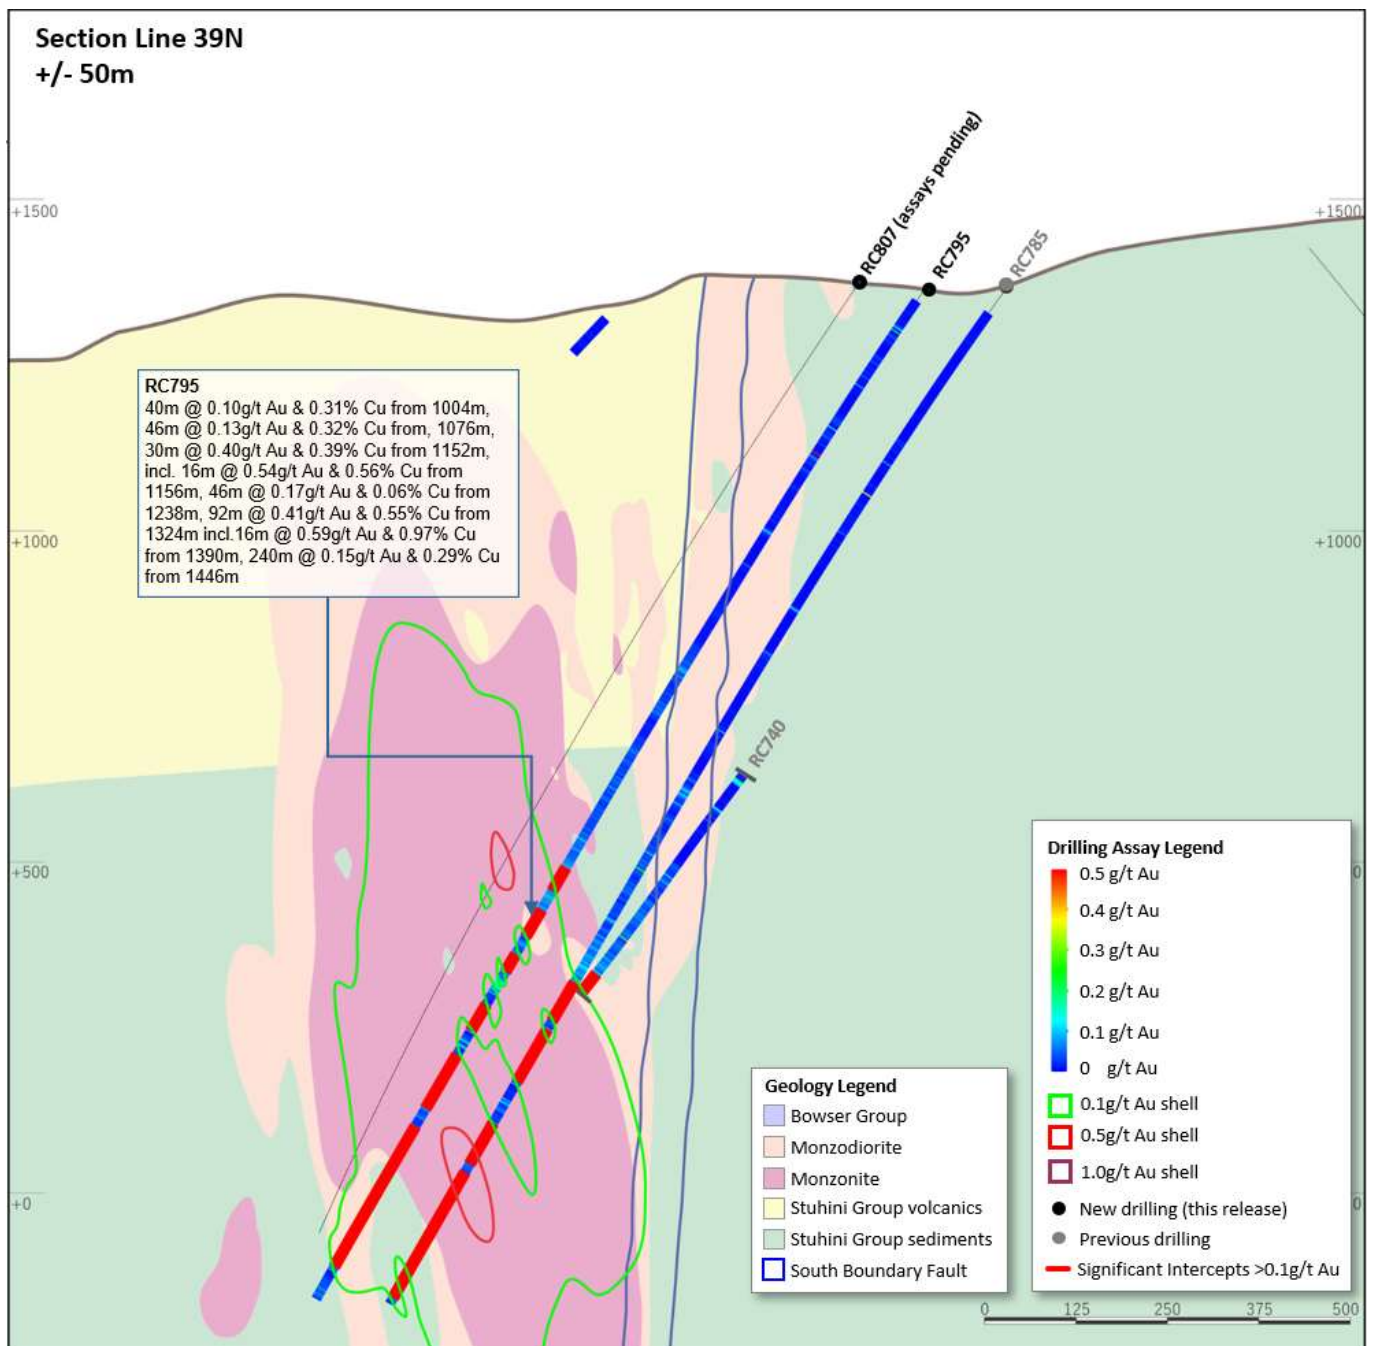 Section Line 39N
+/- 50m
RC807 (assays pending)
RC795
RC785
+1500
+1500
RC795
40m @ 0.10g/t Au & 0.31% Cu from 1004m,
46m @ 0.13g/t Au & 0.32% Cu from, 1076m,
30m @ 0.40g/t Au & 0.39% Cu from 1152m,
incl. 16m @ 0.54g/t Au & 0.56% Cu from
1156m, 46m @ 0.17g/t Au & 0.06% Cu from
1238m, 92m @ 0.41g/t Au & 0.55% Cu from
1324m incl.16m @ 0.59g/t Au & 0.97% Cu
from 1390m, 240m @ 0.15g/t Au & 0.29% Cu
from 1446m
+1000
+1000
RC740
+500
0
+0
0
Drilling Assay Legend
0.5 g/t Au
0.4 g/t Au
0.3 g/t Au
0.2 g/t Au
0.1 g/t Au
0 g/t Au
0.1g/t Au shell
0.5g/t Au shell
1.0g/t Au shell
New drilling (this release)
Previous drilling
Significant Intercepts >0.1g/t Au
Geology Legend
Bowser Group
Monzodiorite
Monzonite
Stuhini Group volcanics
Stuhini Group sediments
South Boundary Fault
0 125 250 375 500